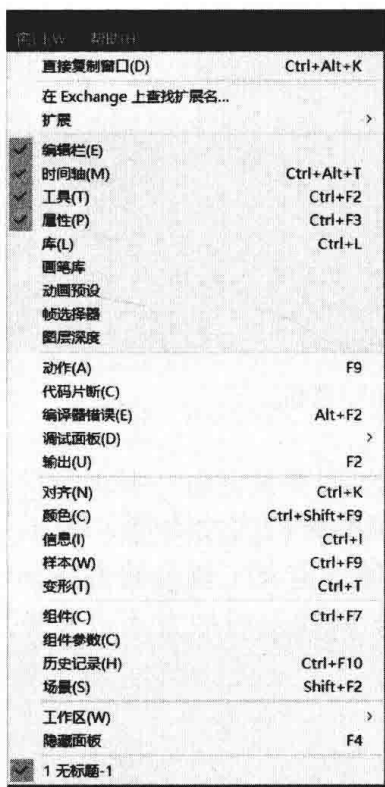 窗口(W) 帮助(H)
直接复制窗口(D) Ctrl+Alt+K
在 Exchange 上查找扩展名...
扩展 >
编辑栏(E)
时间轴(M) Ctrl+Alt+T
工具(T) Ctrl+F2
属性(P) Ctrl+F3
库(L) Ctrl+L
画笔库
动画预设
帧选择器
图层深度
动作(A) F9
代码片断(C)
编译器错误(E) Alt+F2
调试面板(D) >
输出(U) F2
对齐(N) Ctrl+K
颜色(C) Ctrl+Shift+F9
信息(I) Ctrl+I
样本(W) Ctrl+F9
变形(T) Ctrl+T
组件(C) Ctrl+F7
组件参数(C)
历史记录(H) Ctrl+F10
场景(S) Shift+F2
工作区(W) >
隐藏面板 F4
1 无标题-1